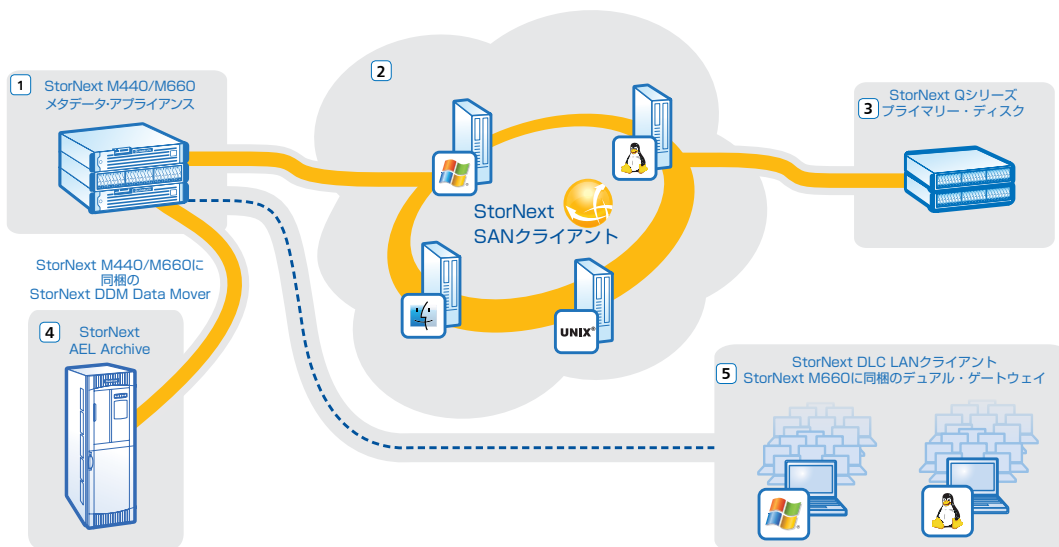 1
StorNext M440/M660
メタデータ・アプライアンス
2
StorNext
SANクライアント
UNIX®
3
StorNext Qシリーズ
プライマリー・ディスク
StorNext M440/M660に
同梱の
StorNext DDM Data Mover
4
StorNext
AEL Archive
5
StorNext DLC LANクライアント
StorNext M660に同梱のデュアル・ゲートウェイ